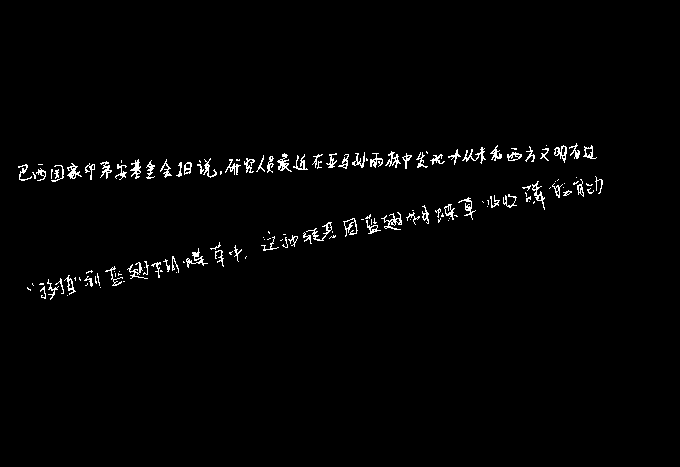 巴西国家印第安基金会18日说,研究人员最近在亚马孙雨林中发现了从未和西方文明有过
“移植”到蓝翅蝴蝶草中,这种转基因蓝翅蝴蝶草吸收磷的能力